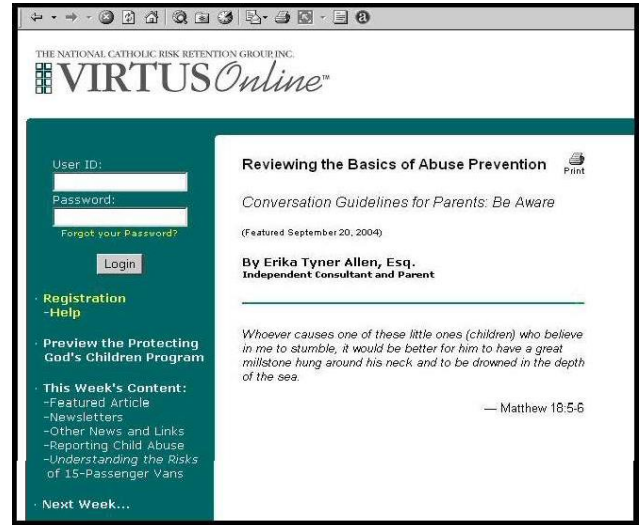 THE NATIONAL CATHOLIC RISK RETENTION GROUP, INC.
VIRTUS Online™
User ID:
Password:
Forgot your Password?
Login
· Registration
-Help
· Preview the Protecting
God's Children Program
· This Week's Content:
-Featured Article
-Newsletters
-Other News and Links
-Reporting Child Abuse
-Understanding the Risks
of 15-Passenger Vans
· Next Week...
Reviewing the Basics of Abuse Prevention
Print
Conversation Guidelines for Parents: Be Aware
(Featured September 20, 2004)
By Erika Tyner Allen, Esq.
Independent Consultant and Parent
Whoever causes one of these little ones (children) who believe
in me to stumble, it would be better for him to have a great
millstone hung around his neck and to be drowned in the depth
of the sea.
— Matthew 18:5-6